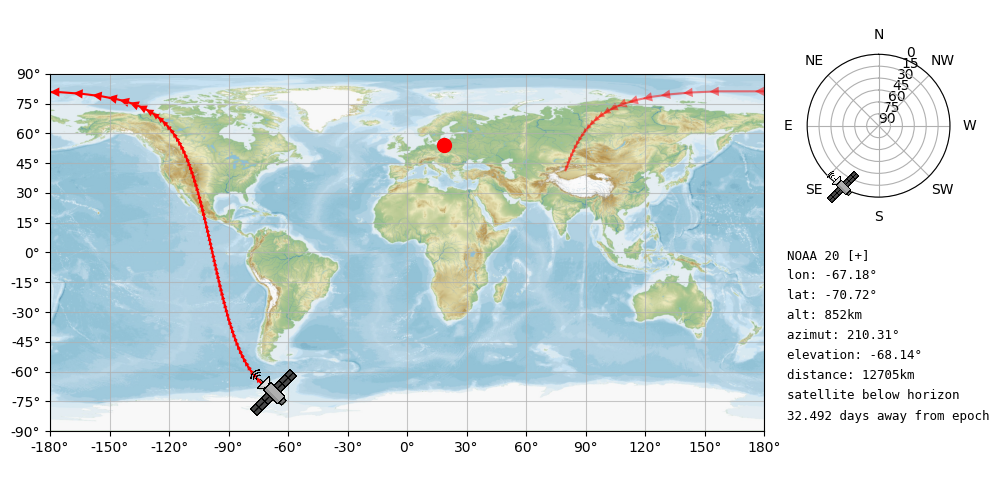 N
NE 0 NW
15
30
45
60
75
90
E W
SE SW
S
90°
75°
60°
45°
30°
15°
0°
-15°
-30°
-45°
-60°
-75°
-90°
-180° -150° -120° -90° -60° -30° 0° 30° 60° 90° 120° 150° 180°
NOAA 20 [+]
lon: -67.18°
lat: -70.72°
alt: 852km
azimut: 210.31°
elevation: -68.14°
distance: 12705km
satellite below horizon
32.492 days away from epoch